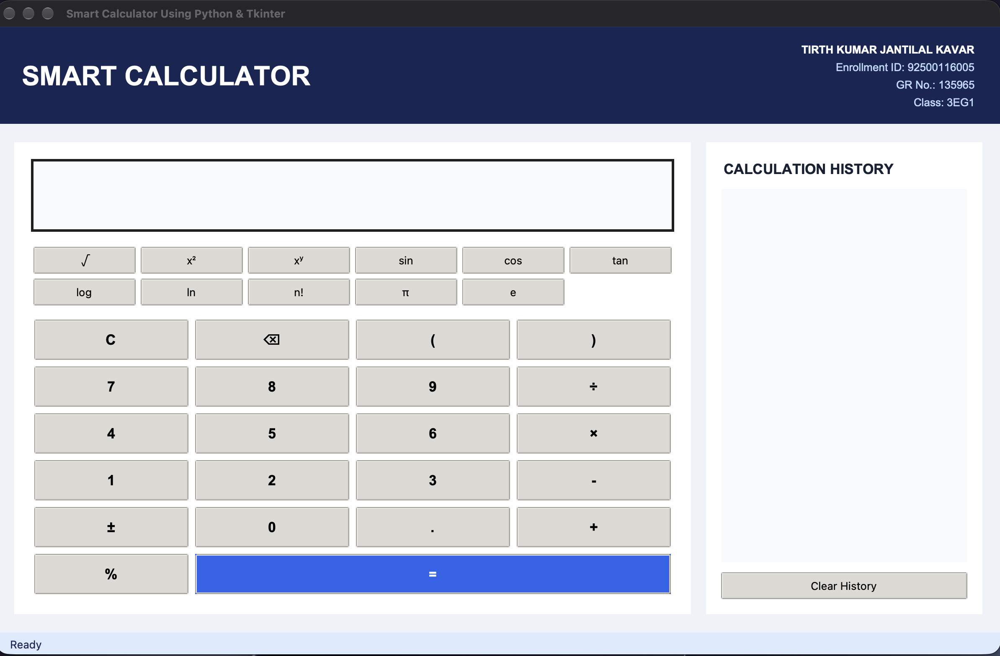 Smart Calculator Using Python & Tkinter
SMART CALCULATOR
TIRTH KUMAR JANTILAL KAVAR
Enrollment ID: 92500116005
GR No.: 135965
Class: 3EG1
√ x² xʸ sin cos tan
log ln n! π e
C ⌫ ( )
7 8 9 ÷
4 5 6 ×
1 2 3 -
± 0 . +
% =
CALCULATION HISTORY
Clear History
Ready